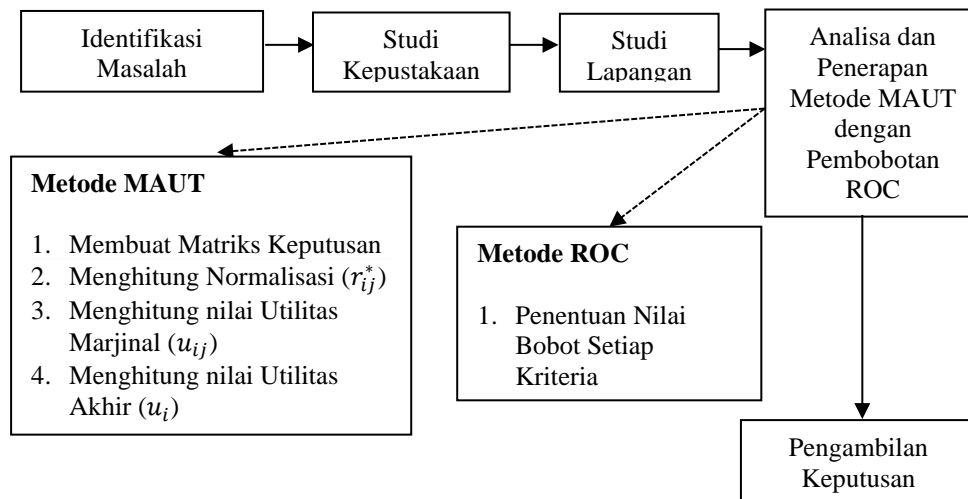 Identifikasi
Masalah
Studi
Kepustakaan
Studi
Lapangan
Analisa dan
Penerapan
Metode MAUT
dengan
Pembobotan
ROC
Metode MAUT
1. Membuat Matriks Keputusan
2. Menghitung Normalisasi (𝑟𝑖𝑗*)
3. Menghitung nilai Utilitas
Marjinal (𝑢𝑖𝑗)
4. Menghitung nilai Utilitas
Akhir (𝑢𝑖)
Metode ROC
1. Penentuan Nilai
Bobot Setiap
Kriteria
Pengambilan
Keputusan